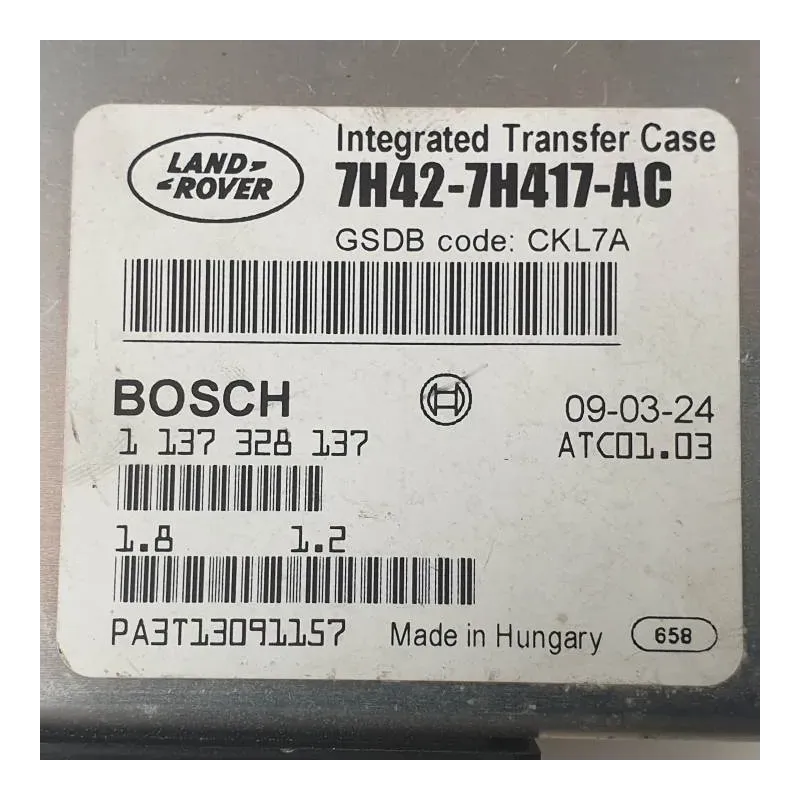 LAND
ROVER
Integrated Transfer Case
7H42-7H417-AC
GSDB code: CKL7A
BOSCH
09-03-24
1 137 328 137
ATC01.03
1.8 1.2
PA3T13091157
Made in Hungary
658